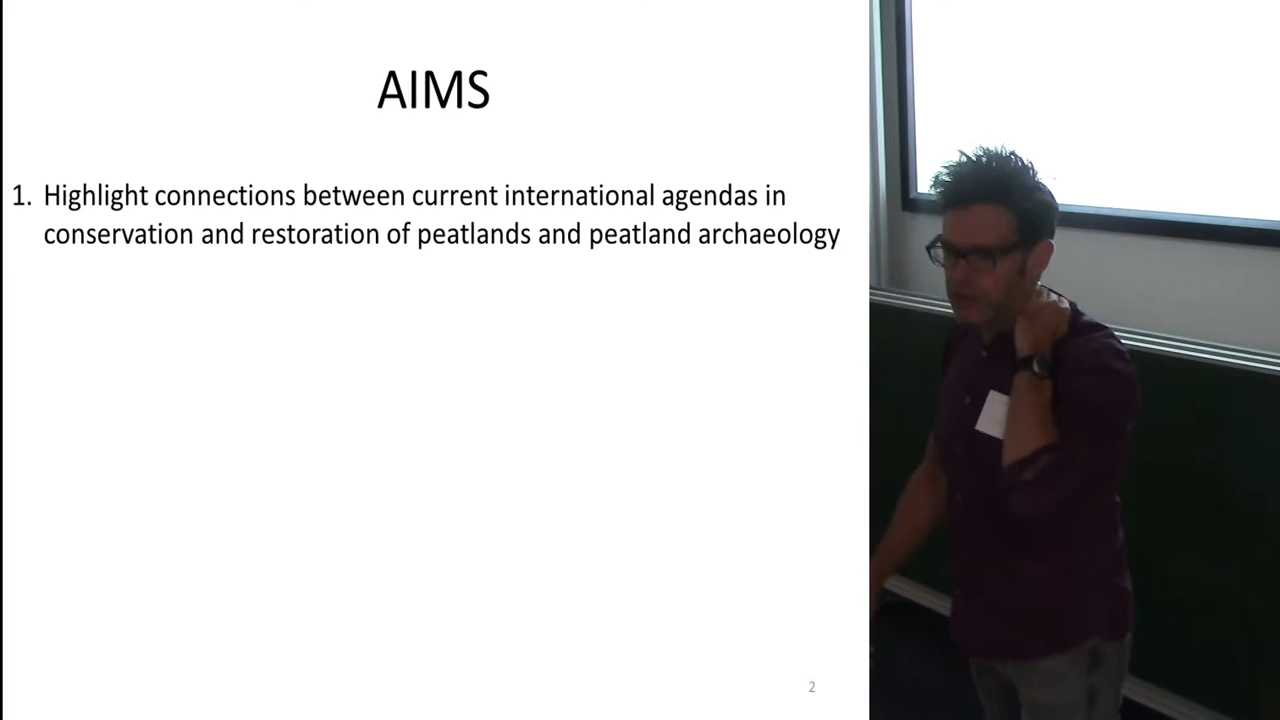 AIMS
1. Highlight connections between current international agendas in
conservation and restoration of peatlands and peatland archaeology
2